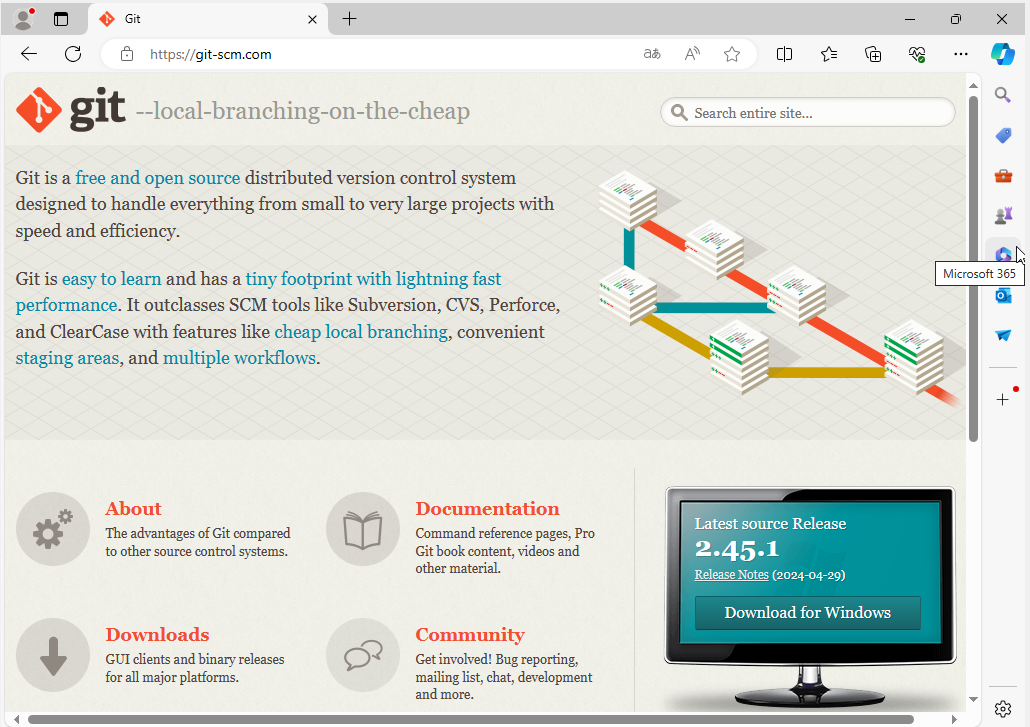 Git
https://git-scm.com
git --local-branching-on-the-cheap
Search entire site...
Git is a free and open source distributed version control system
designed to handle everything from small to very large projects with
speed and efficiency.
Git is easy to learn and has a tiny footprint with lightning fast
performance. It outclasses SCM tools like Subversion, CVS, Perforce,
and ClearCase with features like cheap local branching, convenient
staging areas, and multiple workflows.
Microsoft 365
About
The advantages of Git compared
to other source control systems.
Documentation
Command reference pages, Pro
Git book content, videos and
other material.
Downloads
GUI clients and binary releases
for all major platforms.
Community
Get involved! Bug reporting,
mailing list, chat, development
and more.
Latest source Release
2.45.1
Release Notes (2024-04-29)
Download for Windows